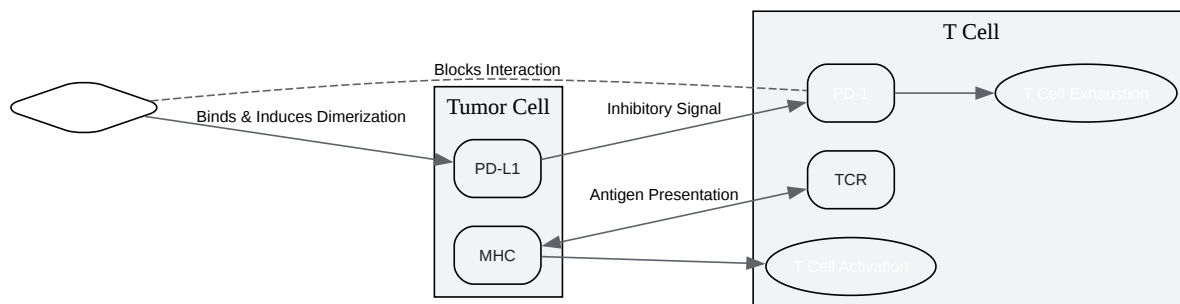 T Cell
Blocks Interaction
PD-1
T Cell Exhaustion
Tumor Cell
Inhibitory Signal
Binds & Induces Dimerization
PD-L1
TCR
Antigen Presentation
MHC
T Cell Activation